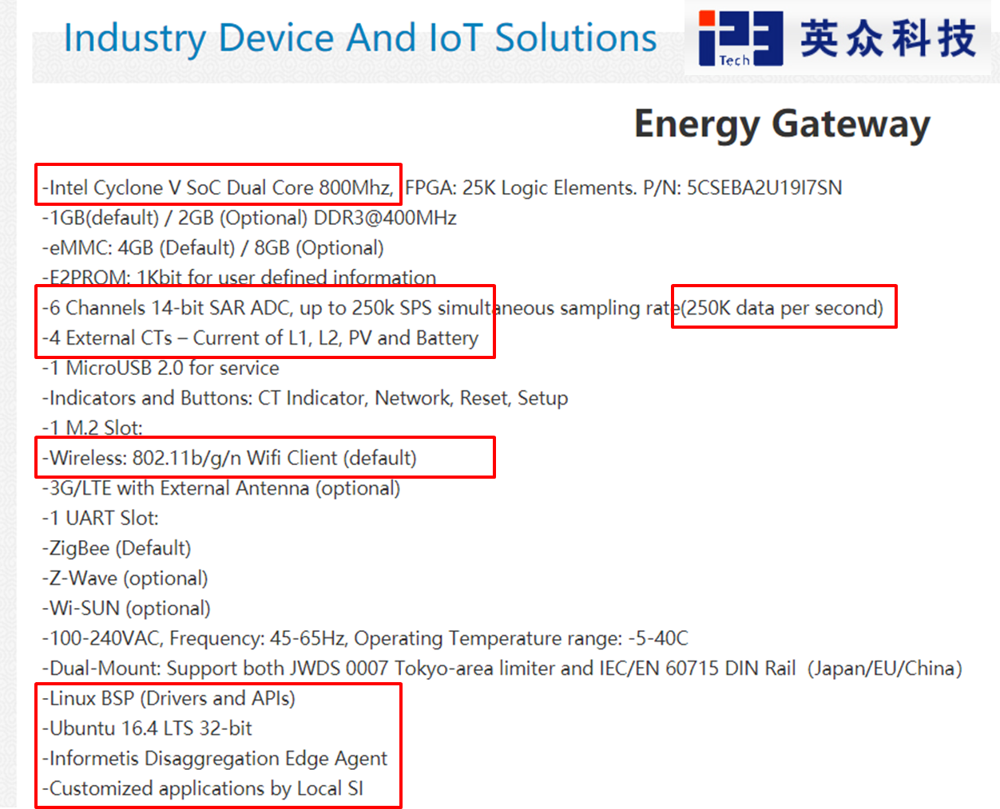 Industry Device And IoT Solutions
Tech
英众科技
Energy Gateway
-Intel Cyclone V SoC Dual Core 800Mhz, FPGA: 25K Logic Elements. P/N: 5CSEBA2U19I7SN
-1GB(default) / 2GB (Optional) DDR3@400MHz
-eMMC: 4GB (Default) / 8GB (Optional)
-E2PROM: 1Kbit for user defined information
-6 Channels 14-bit SAR ADC, up to 250k SPS simultaneous sampling rate(250K data per second)
-4 External CTs – Current of L1, L2, PV and Battery
-1 MicroUSB 2.0 for service
-Indicators and Buttons: CT Indicator, Network, Reset, Setup
-1 M.2 Slot:
-Wireless: 802.11b/g/n Wifi Client (default)
-3G/LTE with External Antenna (optional)
-1 UART Slot:
-ZigBee (Default)
-Z-Wave (optional)
-Wi-SUN (optional)
-100-240VAC, Frequency: 45-65Hz, Operating Temperature range: -5-40C
-Dual-Mount: Support both JWDS 0007 Tokyo-area limiter and IEC/EN 60715 DIN Rail (Japan/EU/China)
-Linux BSP (Drivers and APIs)
-Ubuntu 16.4 LTS 32-bit
-Informetis Disaggregation Edge Agent
-Customized applications by Local SI